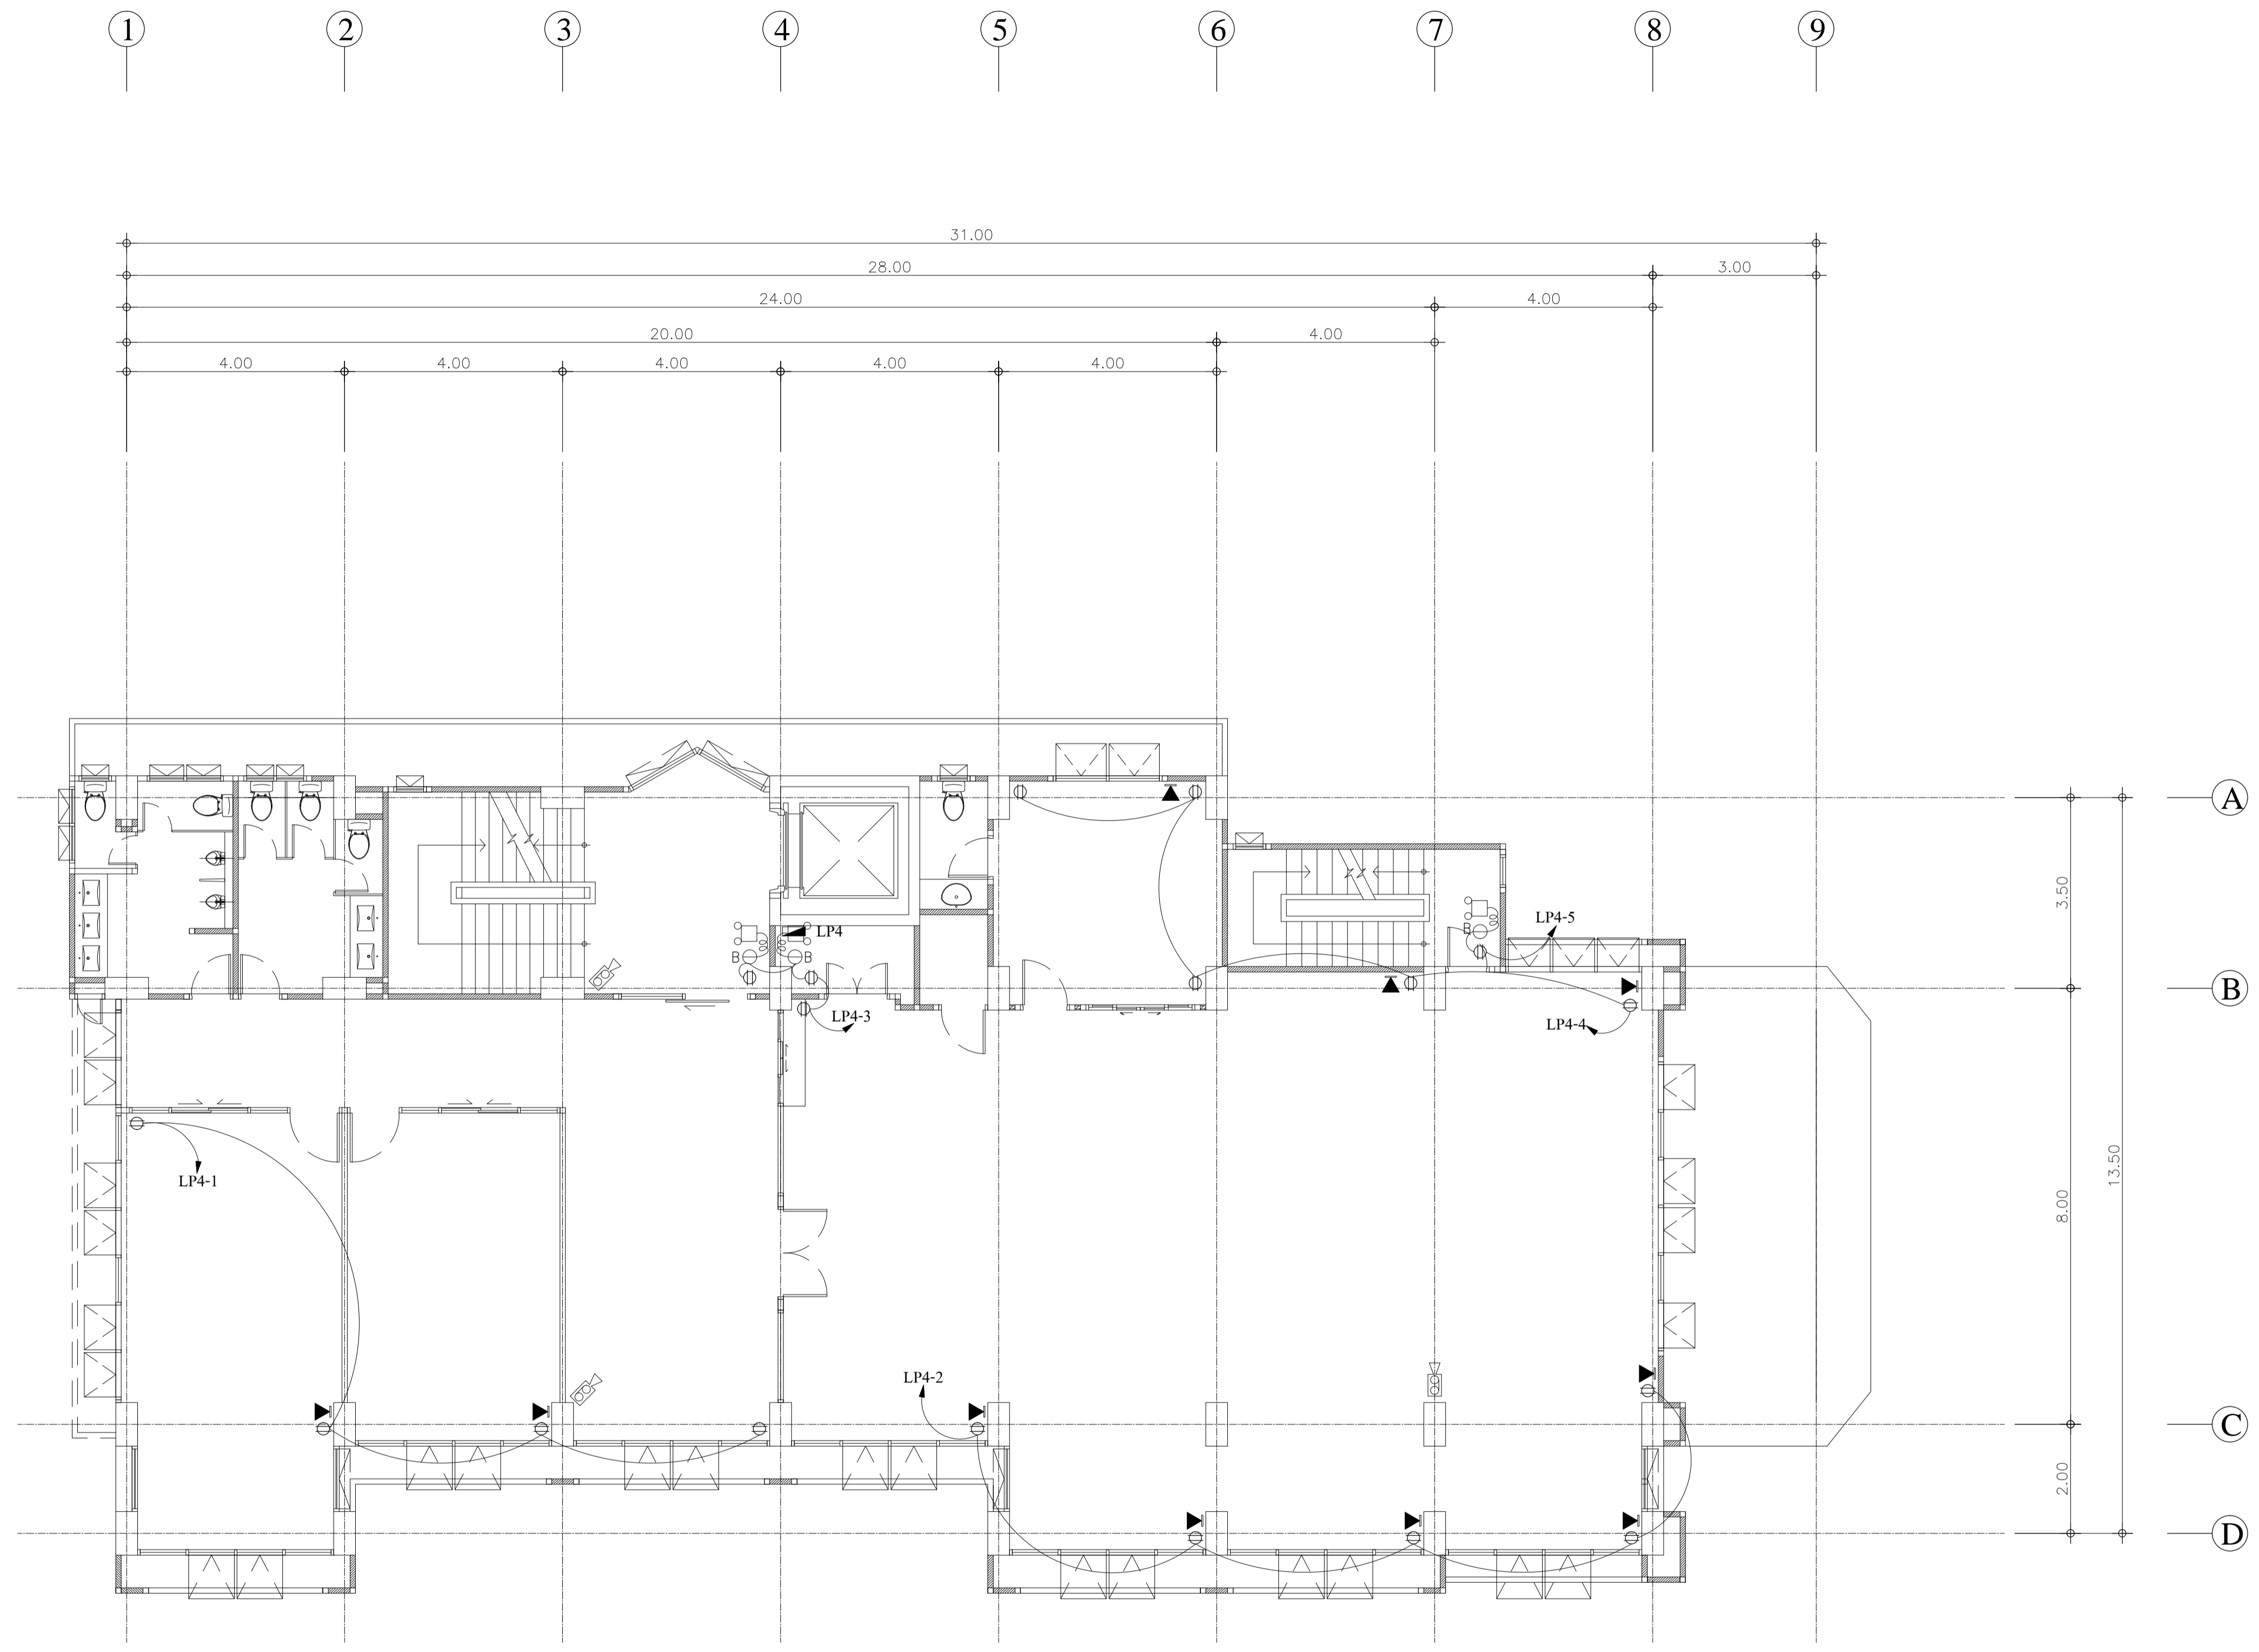 1 2 3 4 5 6 7 8 9
31.00
28.00 3.00
24.00 4.00
20.00 4.00
4.00 4.00 4.00 4.00 4.00
A
3.50
LP4-5
B LP4
B B
B
LP4-3
LP4-4
13.50
LP4-1
8.00
LP4-2
C
2.00
D